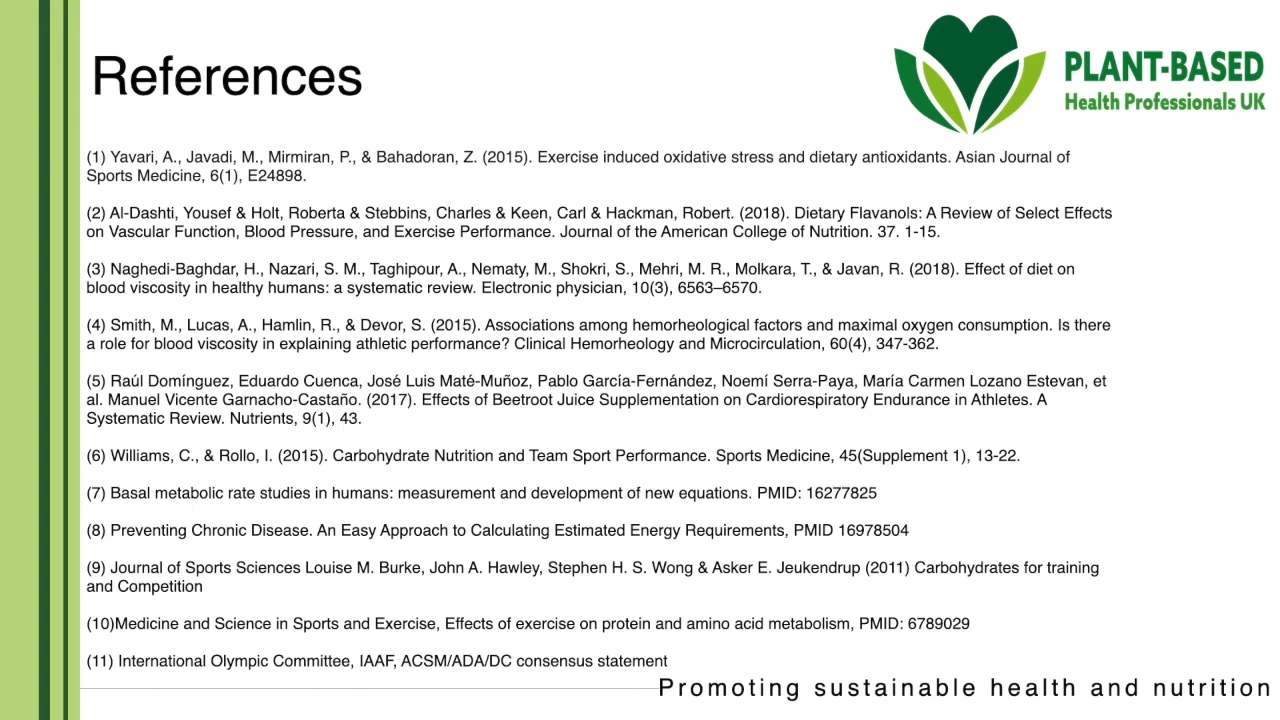 References
PLANT-BASED
Health Professionals UK
(1) Yavari, A., Javadi, M., Mirmiran, P., & Bahadoran, Z. (2015). Exercise induced oxidative stress and dietary antioxidants. Asian Journal of
Sports Medicine, 6(1), E24898.
(2) Al-Dashti, Yousef & Holt, Roberta & Stebbins, Charles & Keen, Carl & Hackman, Robert. (2018). Dietary Flavanols: A Review of Select Effects
on Vascular Function, Blood Pressure, and Exercise Performance. Journal of the American College of Nutrition. 37. 1-15.
(3) Naghedi-Baghdar, H., Nazari, S. M., Taghipour, A., Nematy, M., Shokri, S., Mehri, M. R., Molkara, T., & Javan, R. (2018). Effect of diet on
blood viscosity in healthy humans: a systematic review. Electronic physician, 10(3), 6563–6570.
(4) Smith, M., Lucas, A., Hamlin, R., & Devor, S. (2015). Associations among hemorheological factors and maximal oxygen consumption. Is there
a role for blood viscosity in explaining athletic performance? Clinical Hemorheology and Microcirculation, 60(4), 347-362.
(5) Raúl Domínguez, Eduardo Cuenca, José Luis Maté-Muñoz, Pablo García-Fernández, Noemí Serra-Paya, María Carmen Lozano Estevan, et
al. Manuel Vicente Garnacho-Castaño. (2017). Effects of Beetroot Juice Supplementation on Cardiorespiratory Endurance in Athletes. A
Systematic Review. Nutrients, 9(1), 43.
(6) Williams, C., & Rollo, I. (2015). Carbohydrate Nutrition and Team Sport Performance. Sports Medicine, 45(Supplement 1), 13-22.
(7) Basal metabolic rate studies in humans: measurement and development of new equations. PMID: 16277825
(8) Preventing Chronic Disease. An Easy Approach to Calculating Estimated Energy Requirements, PMID 16978504
(9) Journal of Sports Sciences Louise M. Burke, John A. Hawley, Stephen H. S. Wong & Asker E. Jeukendrup (2011) Carbohydrates for training
and Competition
(10)Medicine and Science in Sports and Exercise, Effects of exercise on protein and amino acid metabolism, PMID: 6789029
(11) International Olympic Committee, IAAF, ACSM/ADA/DC consensus statement
Promoting sustainable health and nutrition